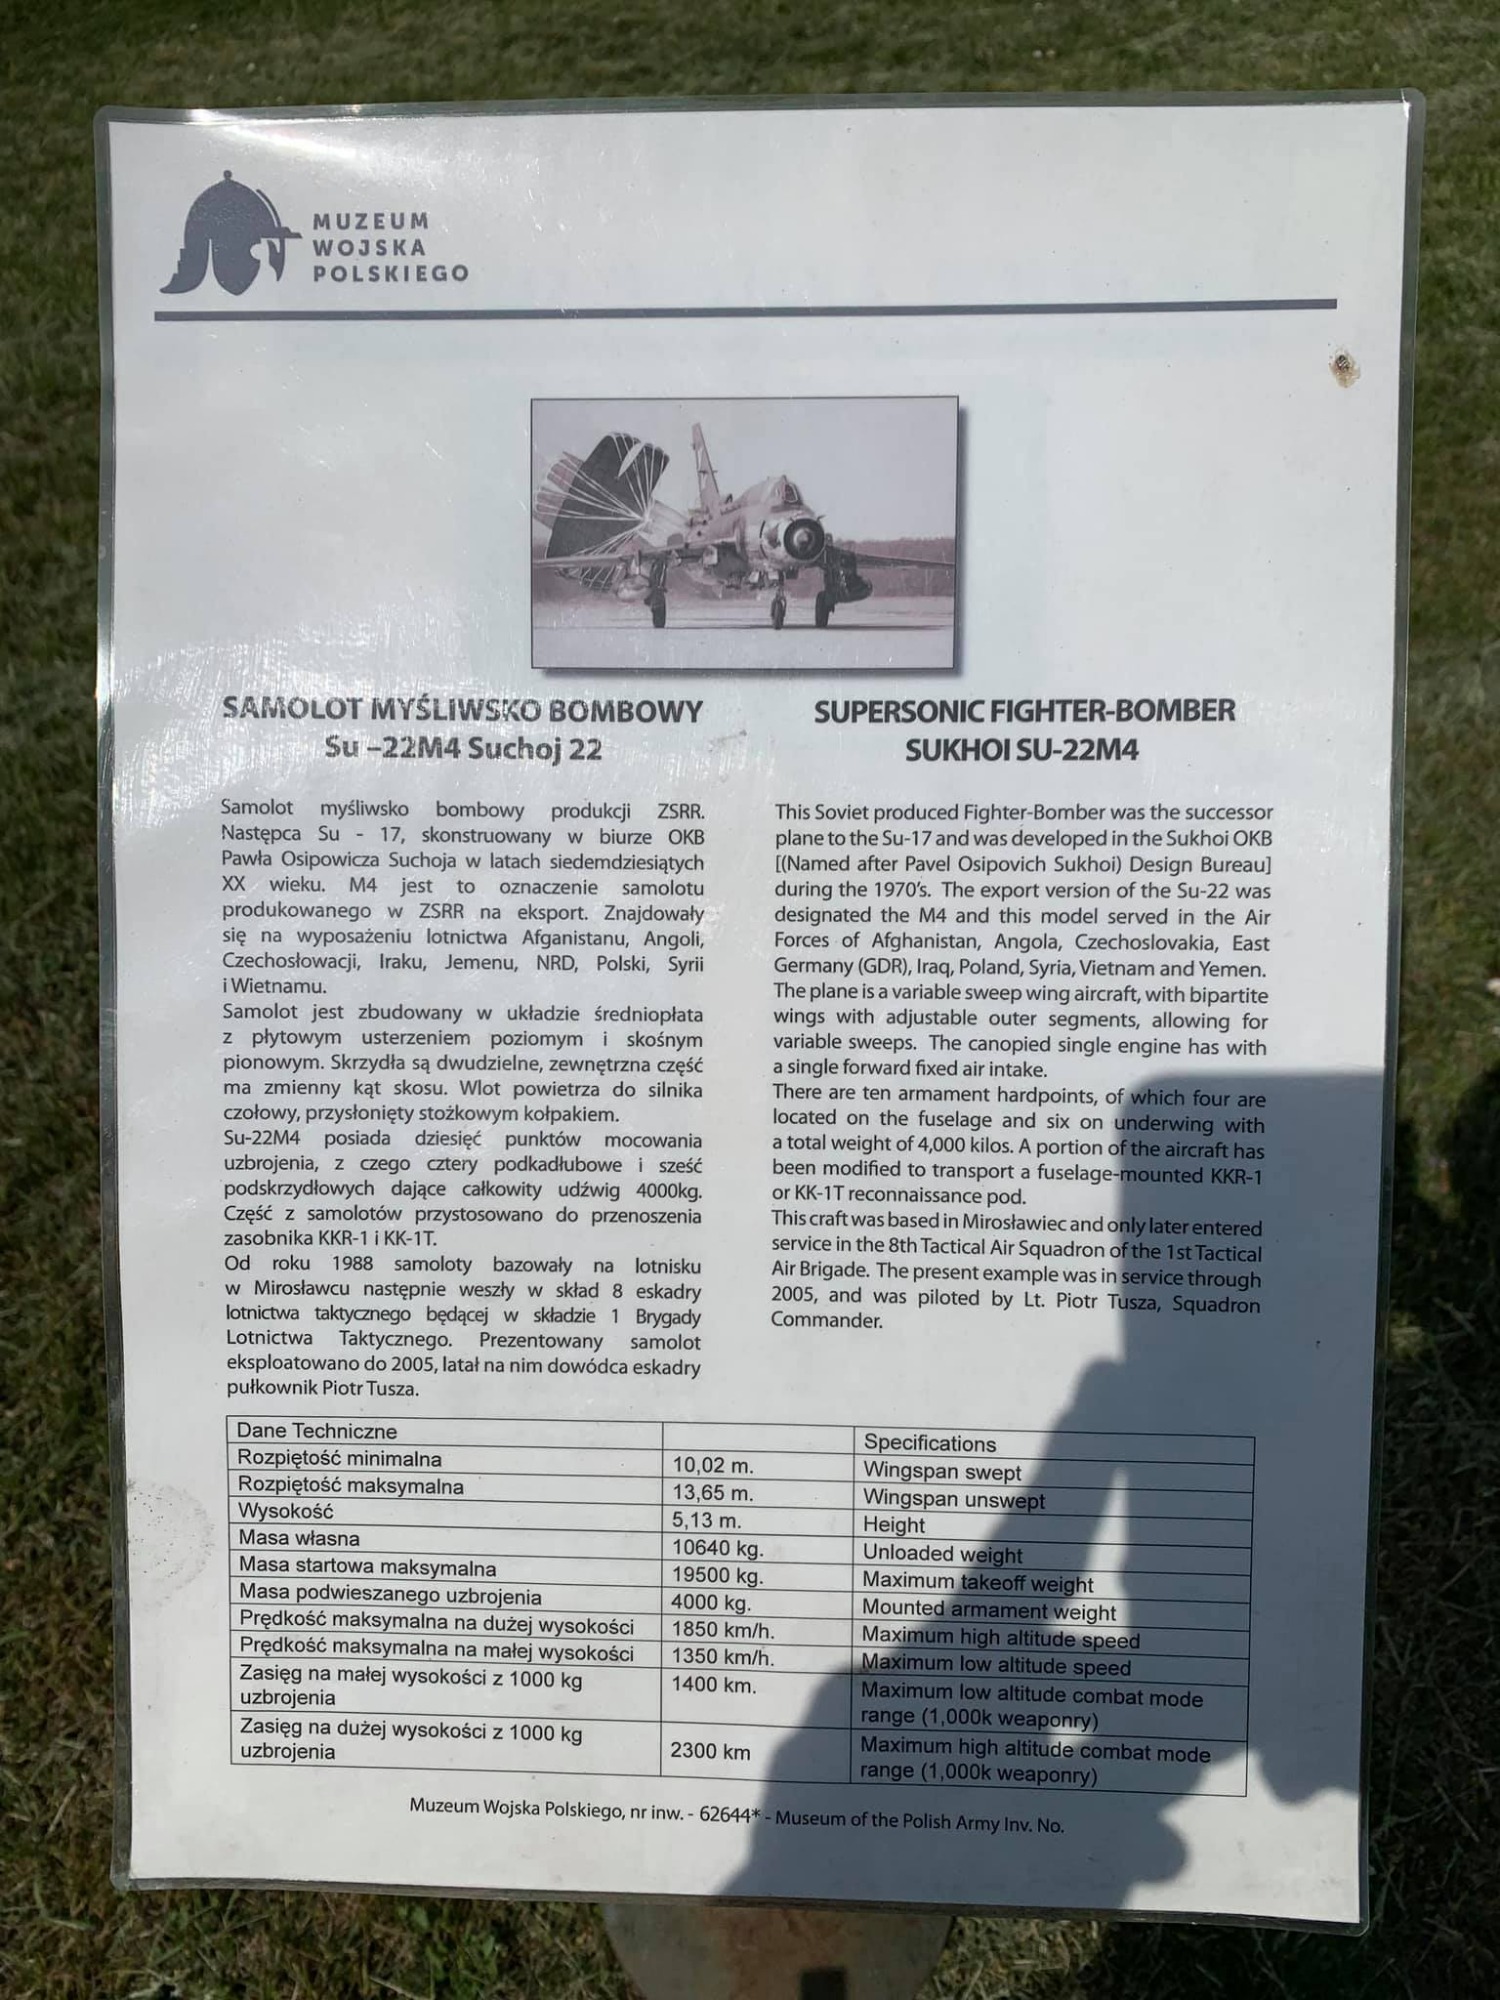 MUZEUM
WOJSKA
POLSKIEGO
SAMOLOT MYŚLIWSKO BOMBOWY
Su –22M4 Suchoj 22
Samolot myśliwsko bombowy produkcji ZSRR.
Następca Su - 17, skonstruowany w biurze OKB
Pawła Osipowicza Suchoja w latach siedemdziesiątych
XX wieku. M4 jest to oznaczenie samolotu
produkowanego w ZSRR na eksport. Znajdowały
się na wyposażeniu lotnictwa Afganistanu, Angoli,
Czechosłowacji, Iraku, Jemenu, NRD, Polski, Syrii
i Wietnamu.
Samolot jest zbudowany w układzie średniopłata
z płytowym usterzeniem poziomym i skośnym
pionowym. Skrzydła są dwudzielne, zewnętrzna część
ma zmienny kąt skosu. Wlot powietrza do silnika
czołowy, przysłonięty stożkowym kołpakiem.
Su-22M4 posiada dziesięć punktów mocowania
uzbrojenia, z czego cztery podkadłubowe i sześć
podskrzydłowych dające całkowity udźwig 4000kg.
Część z samolotów przystosowano do przenoszenia
zasobnika KKR-1 i KK-1T.
Od roku 1988 samoloty bazowały na lotnisku
w Mirosławcu następnie weszły w skład 8 eskadry
lotnictwa taktycznego będącej w składzie 1 Brygady
Lotnictwa Taktycznego. Prezentowany samolot
eksploatowano do 2005, latał na nim dowódca eskadry
pułkownik Piotr Tusza.
SUPERSONIC FIGHTER-BOMBER
SUKHOI SU-22M4
This Soviet produced Fighter-Bomber was the successor
plane to the Su-17 and was developed in the Sukhoi OKB
[(Named after Pavel Osipovich Sukhoi) Design Bureau]
during the 1970's. The export version of the Su-22 was
designated the M4 and this model served in the Air
Forces of Afghanistan, Angola, Czechoslovakia, East
Germany (GDR), Iraq, Poland, Syria, Vietnam and Yemen.
The plane is a variable sweep wing aircraft, with bipartite
wings with adjustable outer segments, allowing for
variable sweeps. The canopied single engine has with
a single forward fixed air intake.
There are ten armament hardpoints, of which four are
located on the fuselage and six on underwing with
a total weight of 4,000 kilos. A portion of the aircraft has
been modified to transport a fuselage-mounted KKR-1
or KK-1T reconnaissance pod.
This craft was based in Mirosławiec and only later entered
service in the 8th Tactical Air Squadron of the 1st Tactical
Air Brigade. The present example was in service through
2005, and was piloted by Lt. Piotr Tusza, Squadron
Commander.
Dane Techniczne Specifications
Rozpiętość minimalna 10,02 m. Wingspan swept
Rozpiętość maksymalna 13,65 m. Wingspan unswept
Wysokość 5,13 m. Height
Masa własna 10640 kg. Unloaded weight
Masa startowa maksymalna 19500 kg. Maximum takeoff weight
Masa podwieszanego uzbrojenia 4000 kg. Mounted armament weight
Prędkość maksymalna na dużej wysokości 1850 km/h. Maximum high altitude speed
Prędkość maksymalna na małej wysokości 1350 km/h. Maximum low altitude speed
Zasięg na małej wysokości z 1000 kg 1400 km. Maximum low altitude combat mode
uzbrojenia range (1,000k weaponry)
Zasięg na dużej wysokości z 1000 kg 2300 km Maximum high altitude combat mode
uzbrojenia range (1,000k weaponry)
Muzeum Wojska Polskiego, nr inw. - 62644* - Museum of the Polish Army Inv. No.